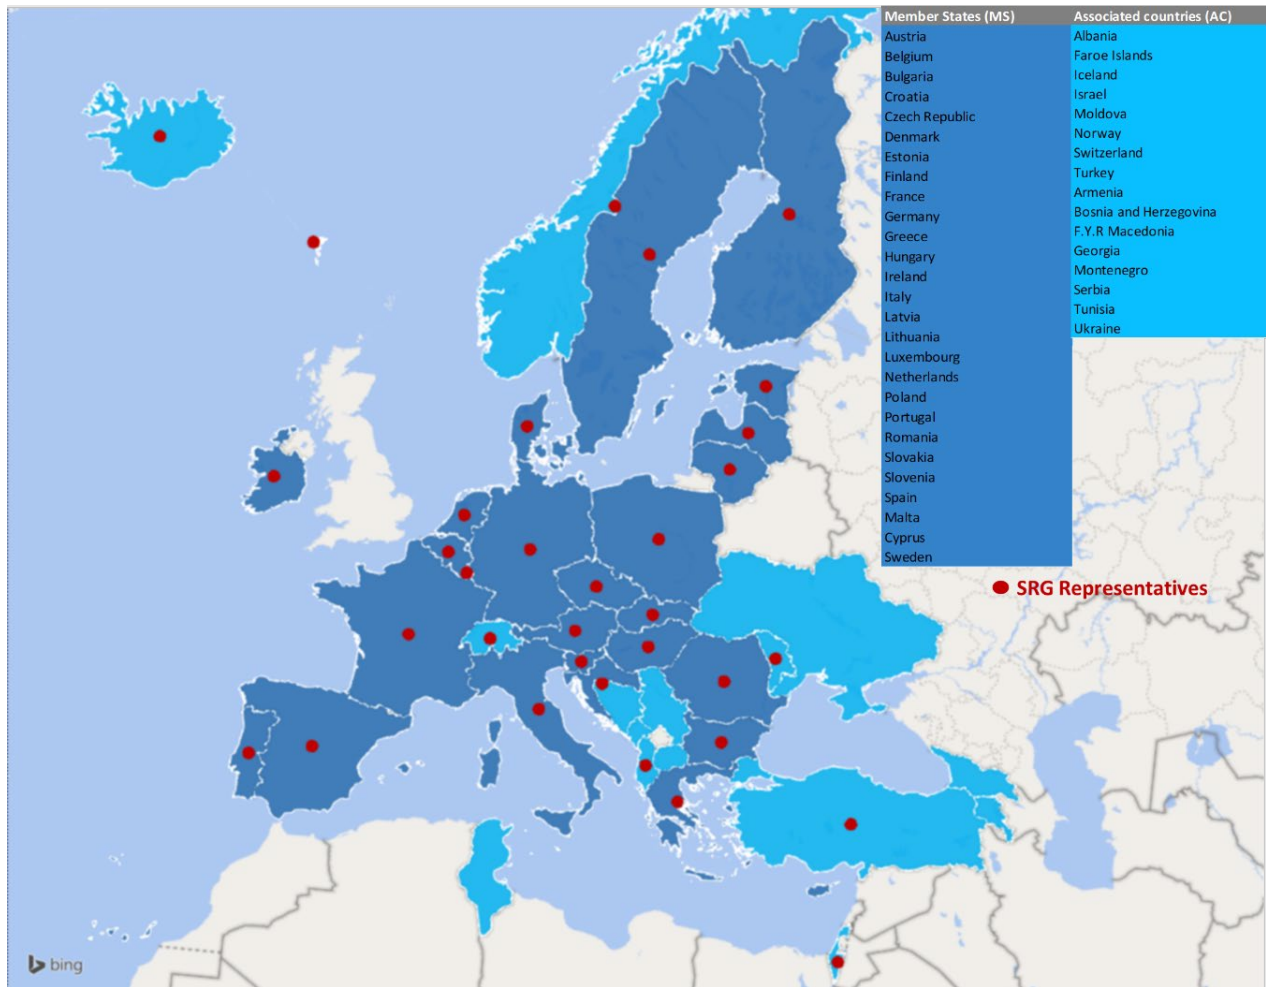 Member States (MS)
Associated countries (AC)
Austria
Belgium
Bulgaria
Croatia
Czech Republic
Denmark
Estonia
Finland
France
Germany
Greece
Hungary
Ireland
Italy
Latvia
Lithuania
Luxembourg
Netherlands
Poland
Portugal
Romania
Slovakia
Slovenia
Spain
Malta
Cyprus
Sweden
Albania
Faroe Islands
Iceland
Israel
Moldova
Norway
Switzerland
Turkey
Armenia
Bosnia and Herzegovina
F.Y.R Macedonia
Georgia
Montenegro
Serbia
Tunisia
Ukraine
SRG Representatives
bing